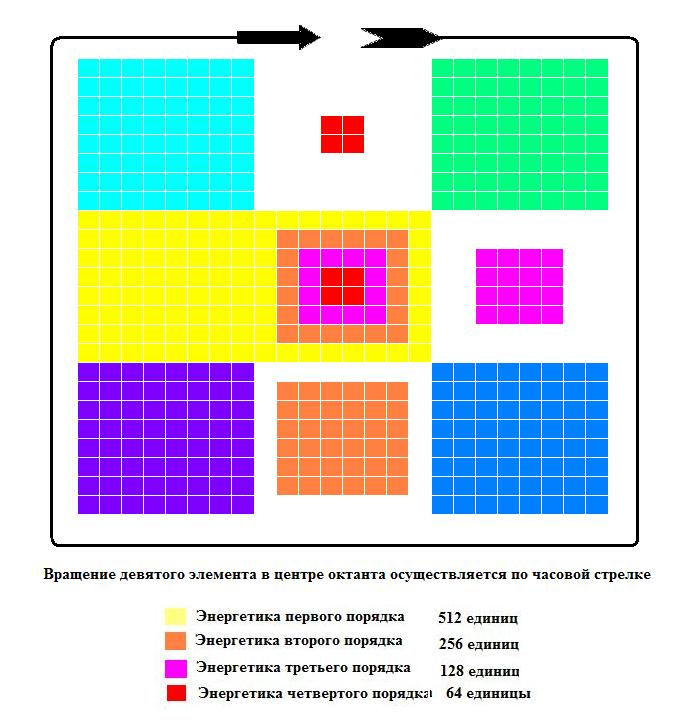 Вращение девятого элемента в центре октанта осуществляется по часовой стрелке
Энергетика первого порядка 512 единиц
Энергетика второго порядка 256 единиц
Энергетика третьего порядка 128 единиц
Энергетика четвертого порядка 64 единицы